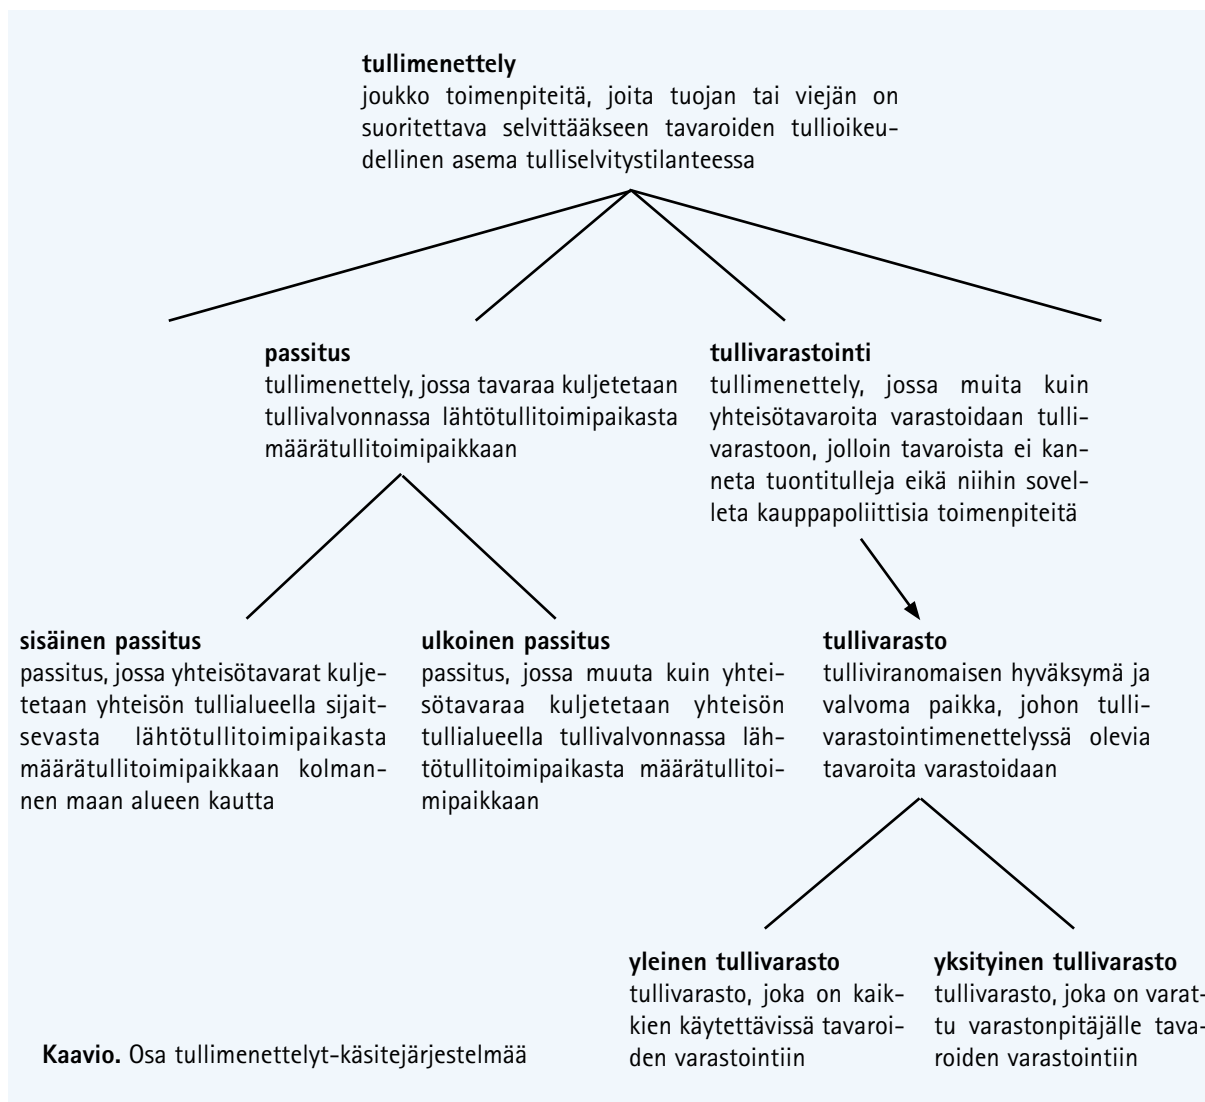 tullimenettely
joukko toimenpiteitä, joita tuojan tai viejän on
suoritettava selvittääkseen tavaroiden tullioikeu-
dellinen asema tulliselvitystilanteessa
passitus
tullimenettely, jossa tavaraa kuljetetaan
tullivalvonnassa lähtötullitoimipaikasta
määrätullitoimipaikkaan
tullivarastointi
tullimenettely, jossa muita kuin
yhteisötavaroita varastoidaan tulli-
varastoon, jolloin tavaroista ei kan-
neta tuontitulleja eikä niihin sovel-
leta kauppapoliittisia toimenpiteitä
sisäinen passitus
passitus, jossa yhteisötavarat kulje-
tetaan yhteisön tullialueella sijait-
sevasta lähtötullitoimipaikasta
määrätullitoimipaikkaan kolman-
nen maan alueen kautta
ulkoinen passitus
passitus, jossa muuta kuin yhtei-
sötavaraa kuljetetaan yhteisön
tullialueella tullivalvonnassa läh-
tötullitoimipaikasta määrätullitoi-
mipaikkaan
tullivarasto
tulliviranomaisen hyväksymä ja
valvoma paikka, johon tulli-
varastointimenettelyssä olevia
tavaroita varastoidaan
yleinen tullivarasto
tullivarasto, joka on kaik-
kien käytettävissä tavaroi-
den varastointiin
yksityinen tullivarasto
tullivarasto, joka on varat-
tu varastonpitäjälle tava-
roiden varastointiin
Kaavio. Osa tullimenettelyt-käsitejärjestelmää